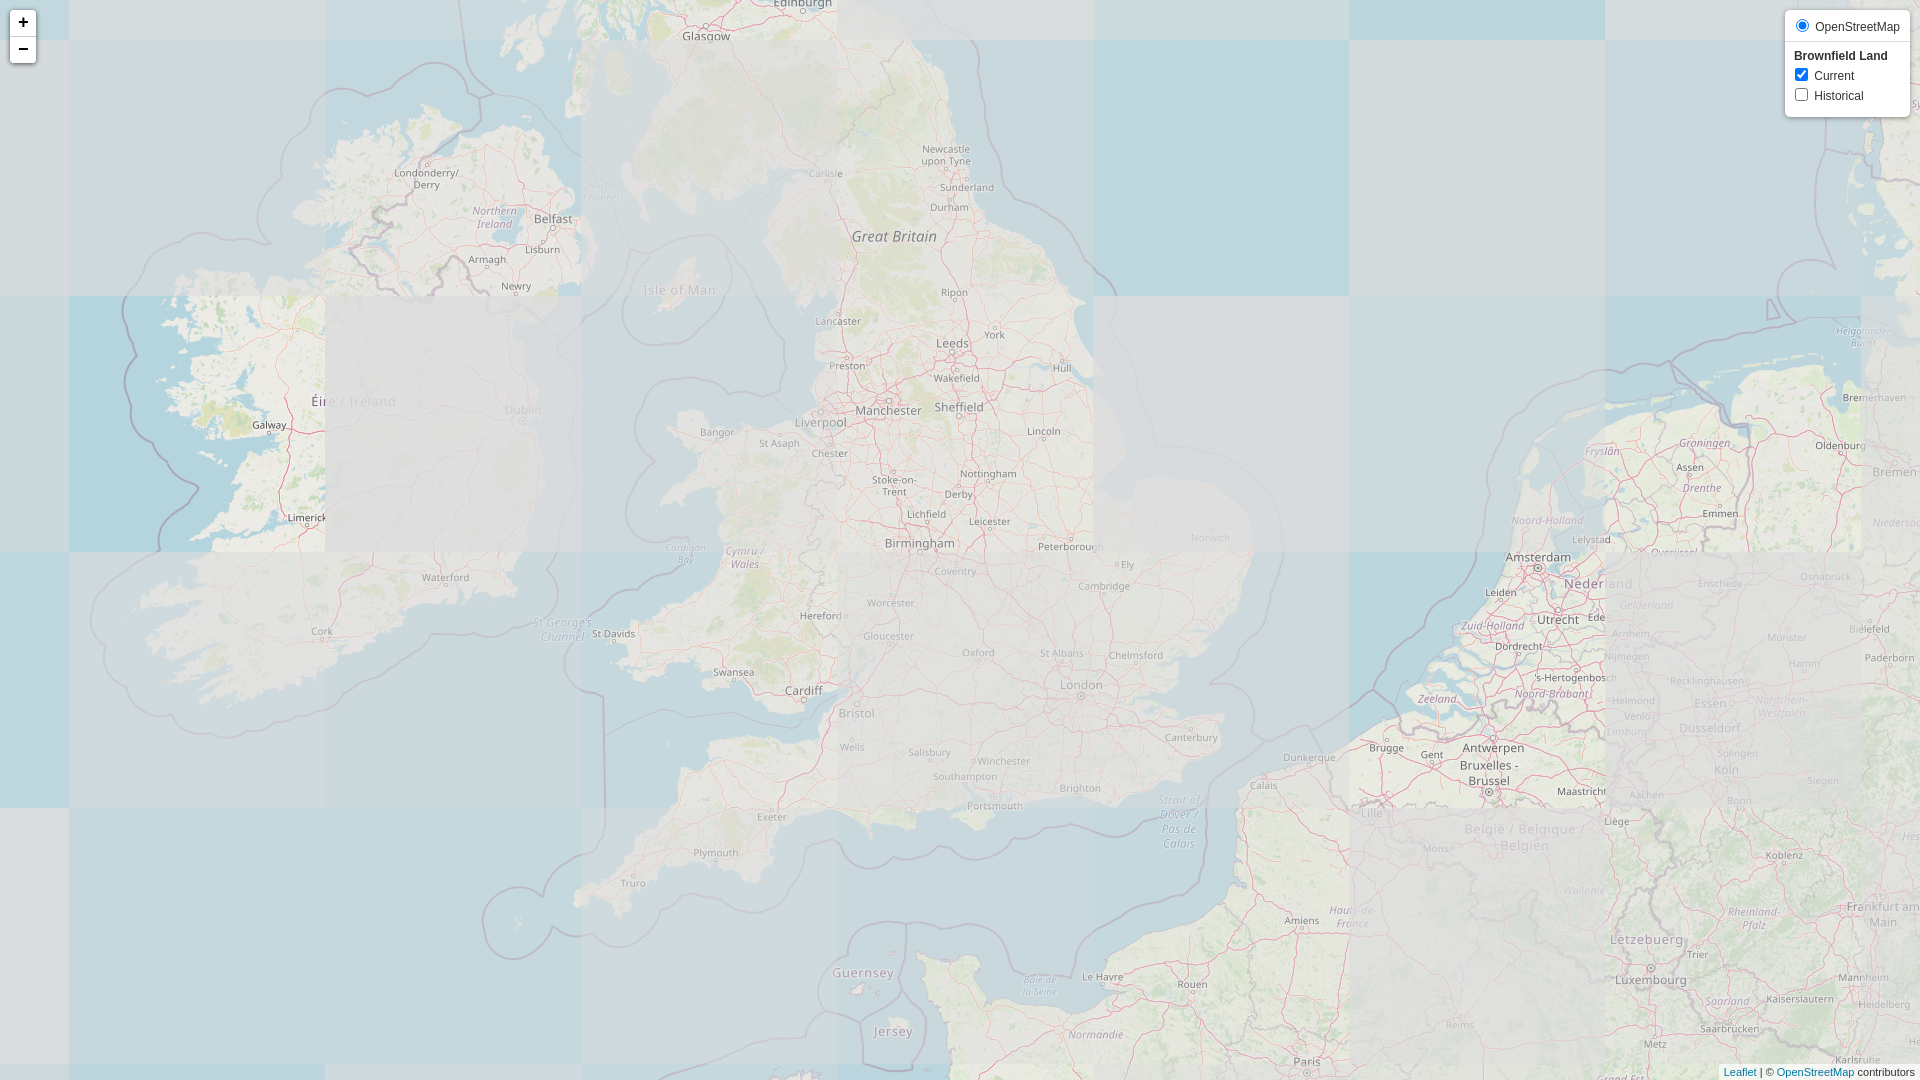 +
−
OpenStreetMap
Brownfield Land
Current
Historical
Edinburgh
Glasgow
Londonderry/
Derry
North
Channel
Carlisle
Newcastle
upon Tyne
Sunderland
Durham
Northern
Ireland
Belfast
Lisburn
Armagh
Newry
Great Britain
Isle of Man
Ripon
Lancaster
York
Leeds
Preston
Hull
Wakefield
Éire / Ireland
Dublin
Galway
Manchester
Sheffield
Liverpool
Bangor
St Asaph
Chester
Lincoln
Stoke-on-
Trent
Nottingham
Derby
Lichfield
Leicester
Limerick
Birmingham
Peterborough
Norwich
Cardigan
Bay
Cymru /
Wales
Coventry
Ely
Cambridge
Waterford
Worcester
Hereford
Cork
St George's
Channel
St Davids
Gloucester
Oxford
St Albans
Chelmsford
Swansea
Cardiff
London
Bristol
Canterbury
Wells
Salisbury
Winchester
Southampton
Brighton
Portsmouth
Exeter
Plymouth
Truro
Strait of
Dover /
Pas de
Calais
Calais
Dunkerque
Helgoländer
Bucht
Bremerhaven
Groningen
Fryslân
Oldenburg
Assen
Drenthe
Bremen
Emmen
Noord-Holland
Niedersac
Lelystad
Overijssel
Amsterdam
Nederland
Enschede
Osnabrück
Leiden
Gelderland
Utrecht
Ede
Zuid-Holland
Arnhem
Münster
Bielefeld
Dordrecht
Nijmegen
Hamm
Paderborn
's-Hertogenbosch
Recklinghausen
Zeeland
Noord-Brabant
Helmond
Essen
Nordrhein-
Westfalen
Venlo
Limburg
Düsseldorf
Brugge
Gent
Antwerpen
Solingen
Bruxelles -
Brussel
Köln
Maastricht
Aachen
Siegen
Bonn
Lille
Liège
België / Belgique /
Belgien
Mons
Koblenz
Hes
Wallonie
Amiens
Hauts-de-
France
Rheinland-
Pfalz
Frankfurt am
Main
Lëtzebuerg
Trier
Luxembourg
Mannheim
Guernsey
Le Havre
Baie de
la Seine
Rouen
Saarland
Kaiserslautern
Heidelberg
Jersey
Normandie
Reims
Saarbrücken
Metz
Paris
Karlsruhe
Grand Est
Leaflet | © OpenStreetMap contributors